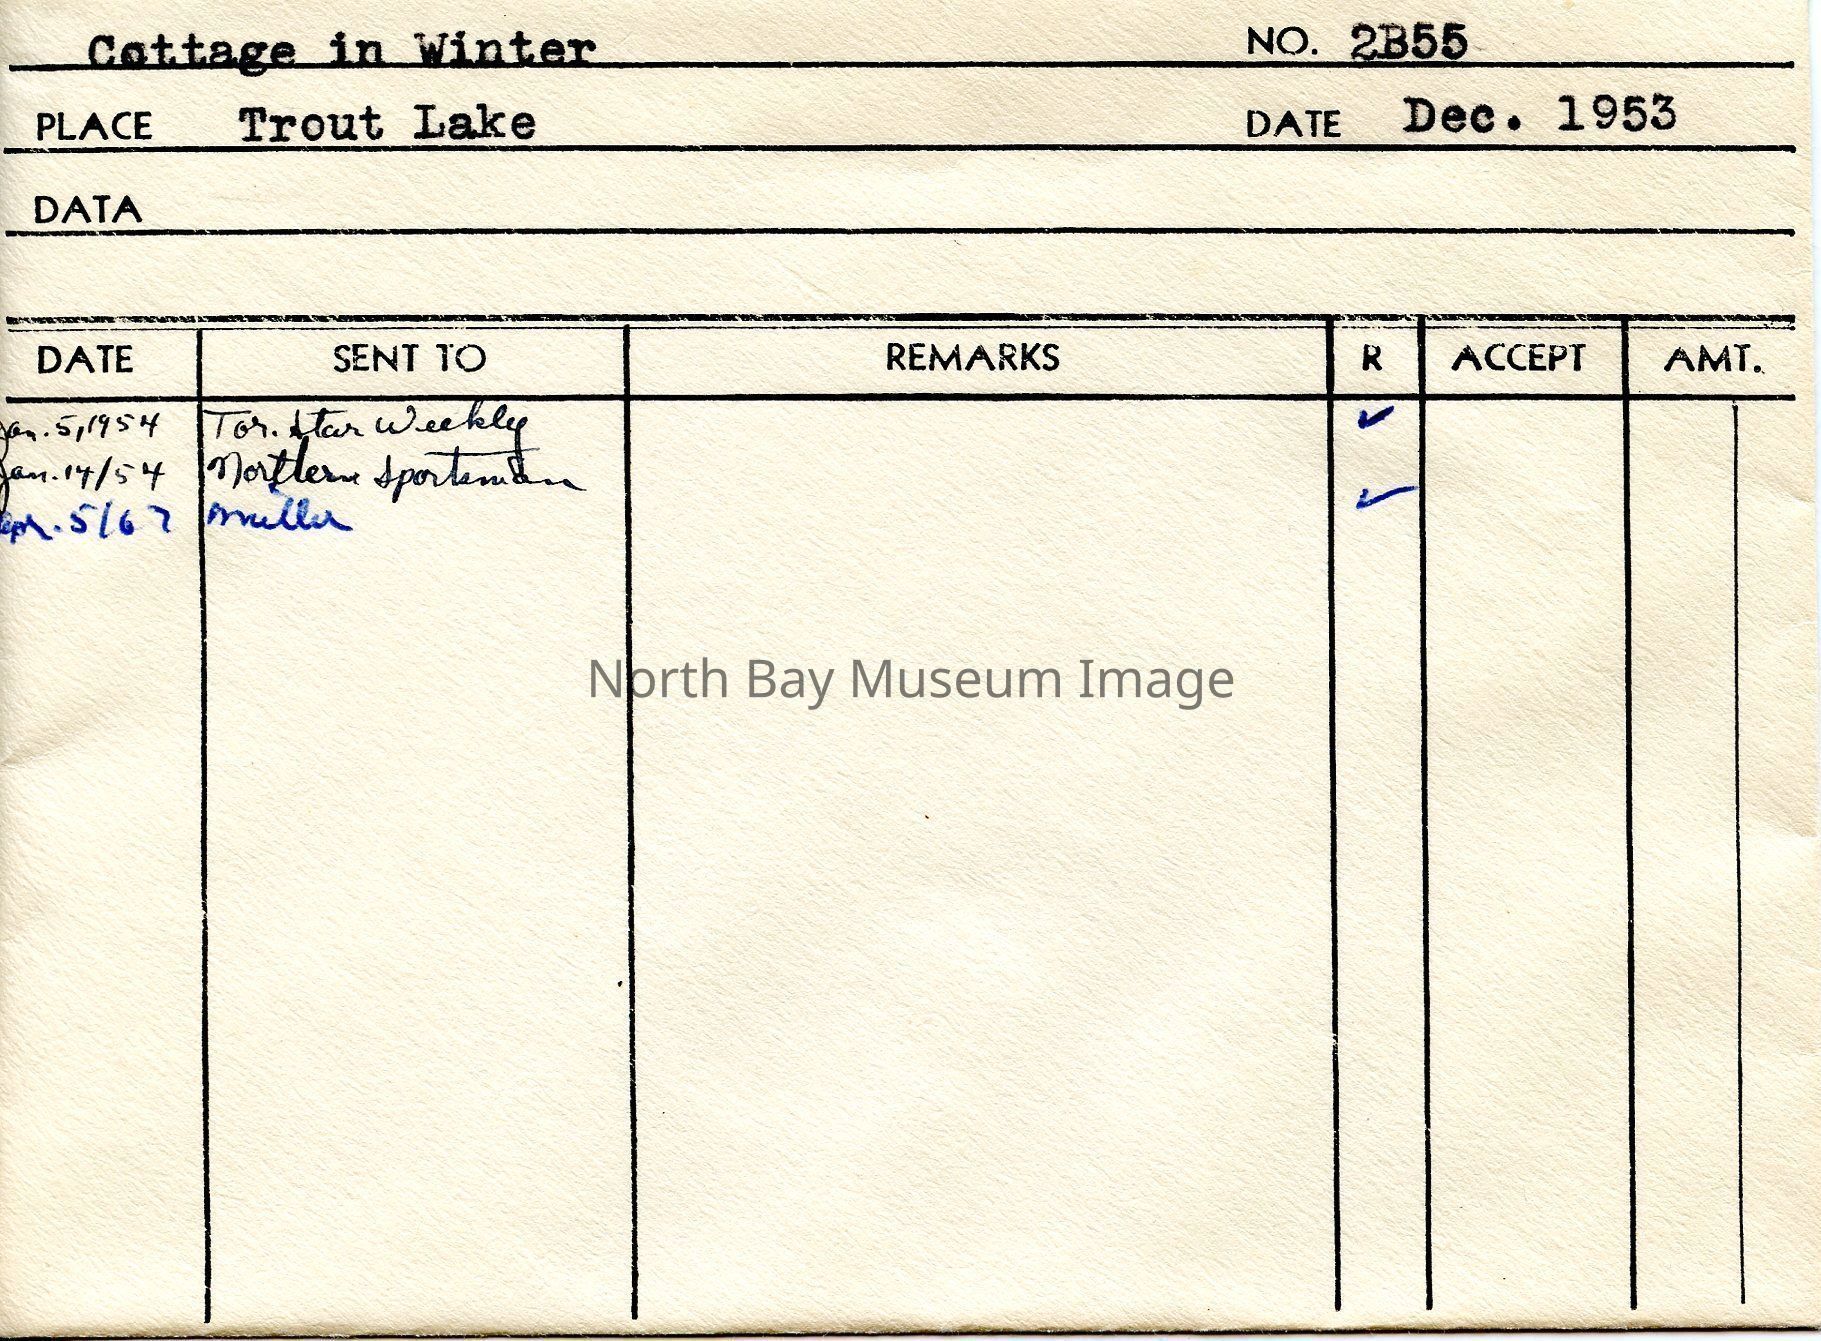 Cottage in Winter NO. 2B55
PLACE Trout Lake DATE Dec. 1953
DATA
DATE SENT TO REMARKS R ACCEPT AMT.
Jan. 5, 1954 Tor. Star Weekly ✓
Jan. 14/54 Northern Sportsman ✓
Apr. 5/67 Miller
North Bay Museum Image